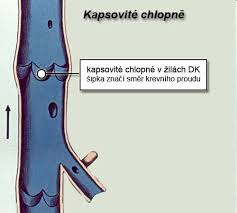 Kapsovité chlopně
kapsovité chlopně v žilách DK
šipka značí směr krevního proudu